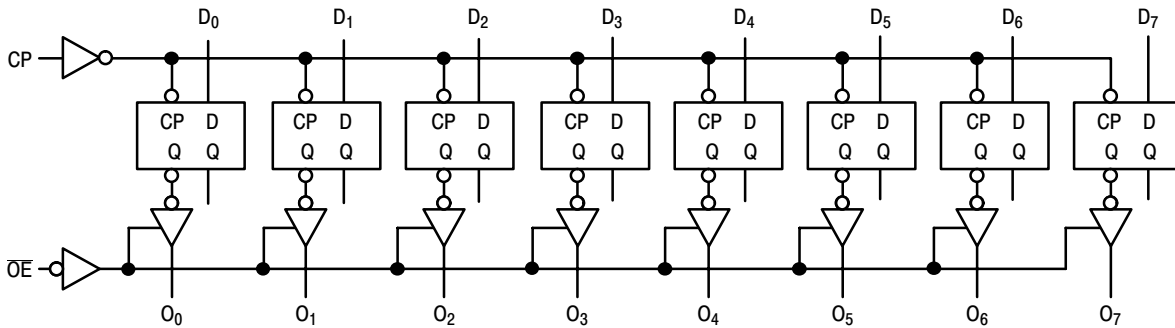 D0 D1 D2 D3 D4 D5 D6 D7
CP
CP D CP D CP D CP D CP D CP D CP D CP D
Q Q Q Q Q Q Q Q Q Q Q Q Q Q Q Q
OE
O0 O1 O2 O3 O4 O5 O6 O7